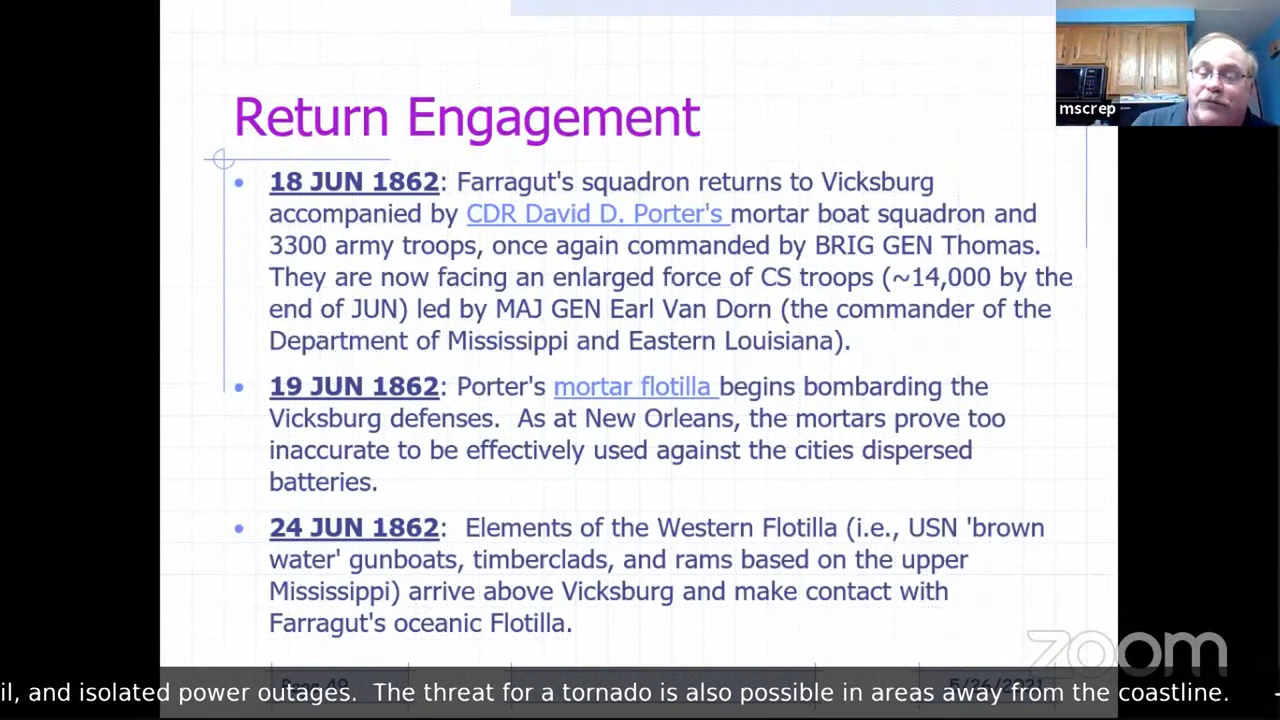 Return Engagement
mscrep
18 JUN 1862: Farragut's squadron returns to Vicksburg
accompanied by CDR David D. Porter's mortar boat squadron and
3300 army troops, once again commanded by BRIG GEN Thomas.
They are now facing an enlarged force of CS troops (~14,000 by the
end of JUN) led by MAJ GEN Earl Van Dorn (the commander of the
Department of Mississippi and Eastern Louisiana).
19 JUN 1862: Porter's mortar flotilla begins bombarding the
Vicksburg defenses.  As at New Orleans, the mortars prove too
inaccurate to be effectively used against the cities dispersed
batteries.
24 JUN 1862:  Elements of the Western Flotilla (i.e., USN 'brown
water' gunboats, timberclads, and rams based on the upper
Mississippi) arrive above Vicksburg and make contact with
Farragut's oceanic Flotilla.
zoom
Page 49
5/26/2021
il, and isolated power outages.  The threat for a tornado is also possible in areas away from the coastline.